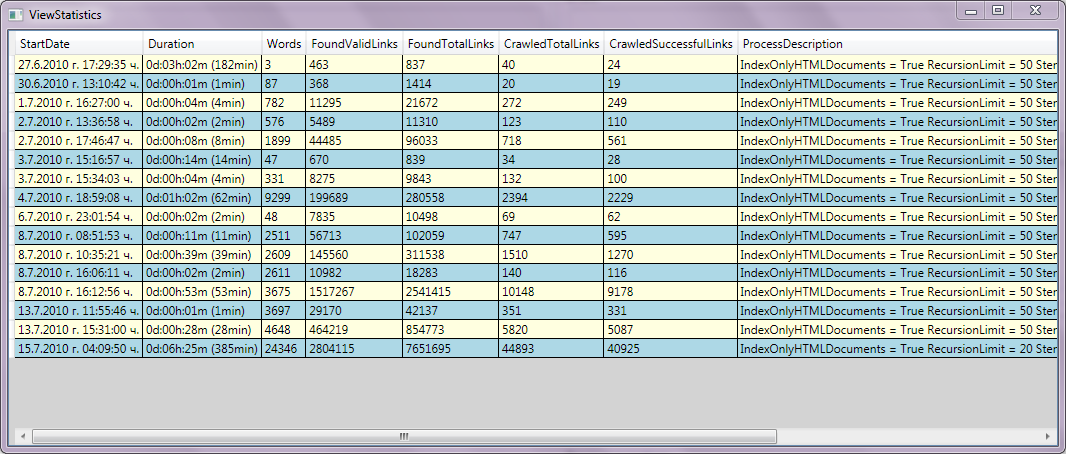 ViewStatistics
StartDate Duration Words FoundValidLinks FoundTotalLinks CrawledTotalLinks CrawledSuccessfulLinks ProcessDescription
27.6.2010 г. 17:29:35 ч. 0d:03h:02m (182min) 3 463 837 40 24 IndexOnlyHTMLDocuments = True RecursionLimit = 50 Ster
30.6.2010 г. 13:10:42 ч. 0d:00h:01m (1min) 87 368 1414 20 19 IndexOnlyHTMLDocuments = True RecursionLimit = 50 Ster
1.7.2010 г. 16:27:00 ч. 0d:00h:04m (4min) 782 11295 21672 272 249 IndexOnlyHTMLDocuments = True RecursionLimit = 50 Ster
2.7.2010 г. 13:36:58 ч. 0d:00h:02m (2min) 576 5489 11310 123 110 IndexOnlyHTMLDocuments = True RecursionLimit = 50 Ster
2.7.2010 г. 17:46:47 ч. 0d:00h:08m (8min) 1899 44485 96033 718 561 IndexOnlyHTMLDocuments = True RecursionLimit = 50 Ster
3.7.2010 г. 15:16:57 ч. 0d:00h:14m (14min) 47 670 839 34 28 IndexOnlyHTMLDocuments = True RecursionLimit = 50 Ster
3.7.2010 г. 15:34:03 ч. 0d:00h:04m (4min) 331 8275 9843 132 100 IndexOnlyHTMLDocuments = True RecursionLimit = 50 Ster
4.7.2010 г. 18:59:08 ч. 0d:01h:02m (62min) 9299 199689 280558 2394 2229 IndexOnlyHTMLDocuments = True RecursionLimit = 50 Ster
6.7.2010 г. 23:01:54 ч. 0d:00h:02m (2min) 48 7835 10498 69 62 IndexOnlyHTMLDocuments = True RecursionLimit = 50 Ster
8.7.2010 г. 08:51:53 ч. 0d:00h:11m (11min) 2511 56713 102059 747 595 IndexOnlyHTMLDocuments = True RecursionLimit = 50 Ster
8.7.2010 г. 10:35:21 ч. 0d:00h:39m (39min) 2609 145560 311538 1510 1270 IndexOnlyHTMLDocuments = True RecursionLimit = 50 Ster
8.7.2010 г. 16:06:11 ч. 0d:00h:02m (2min) 2611 10982 18283 140 116 IndexOnlyHTMLDocuments = True RecursionLimit = 50 Ster
8.7.2010 г. 16:12:56 ч. 0d:00h:53m (53min) 3675 1517267 2541415 10148 9178 IndexOnlyHTMLDocuments = True RecursionLimit = 50 Ster
13.7.2010 г. 11:55:46 ч. 0d:00h:01m (1min) 3697 29170 42137 351 331 IndexOnlyHTMLDocuments = True RecursionLimit = 50 Ster
13.7.2010 г. 15:31:00 ч. 0d:00h:28m (28min) 4648 464219 854773 5820 5087 IndexOnlyHTMLDocuments = True RecursionLimit = 50 Ster
15.7.2010 г. 04:09:50 ч. 0d:06h:25m (385min) 24346 2804115 7651695 44893 40925 IndexOnlyHTMLDocuments = True RecursionLimit = 20 Ster